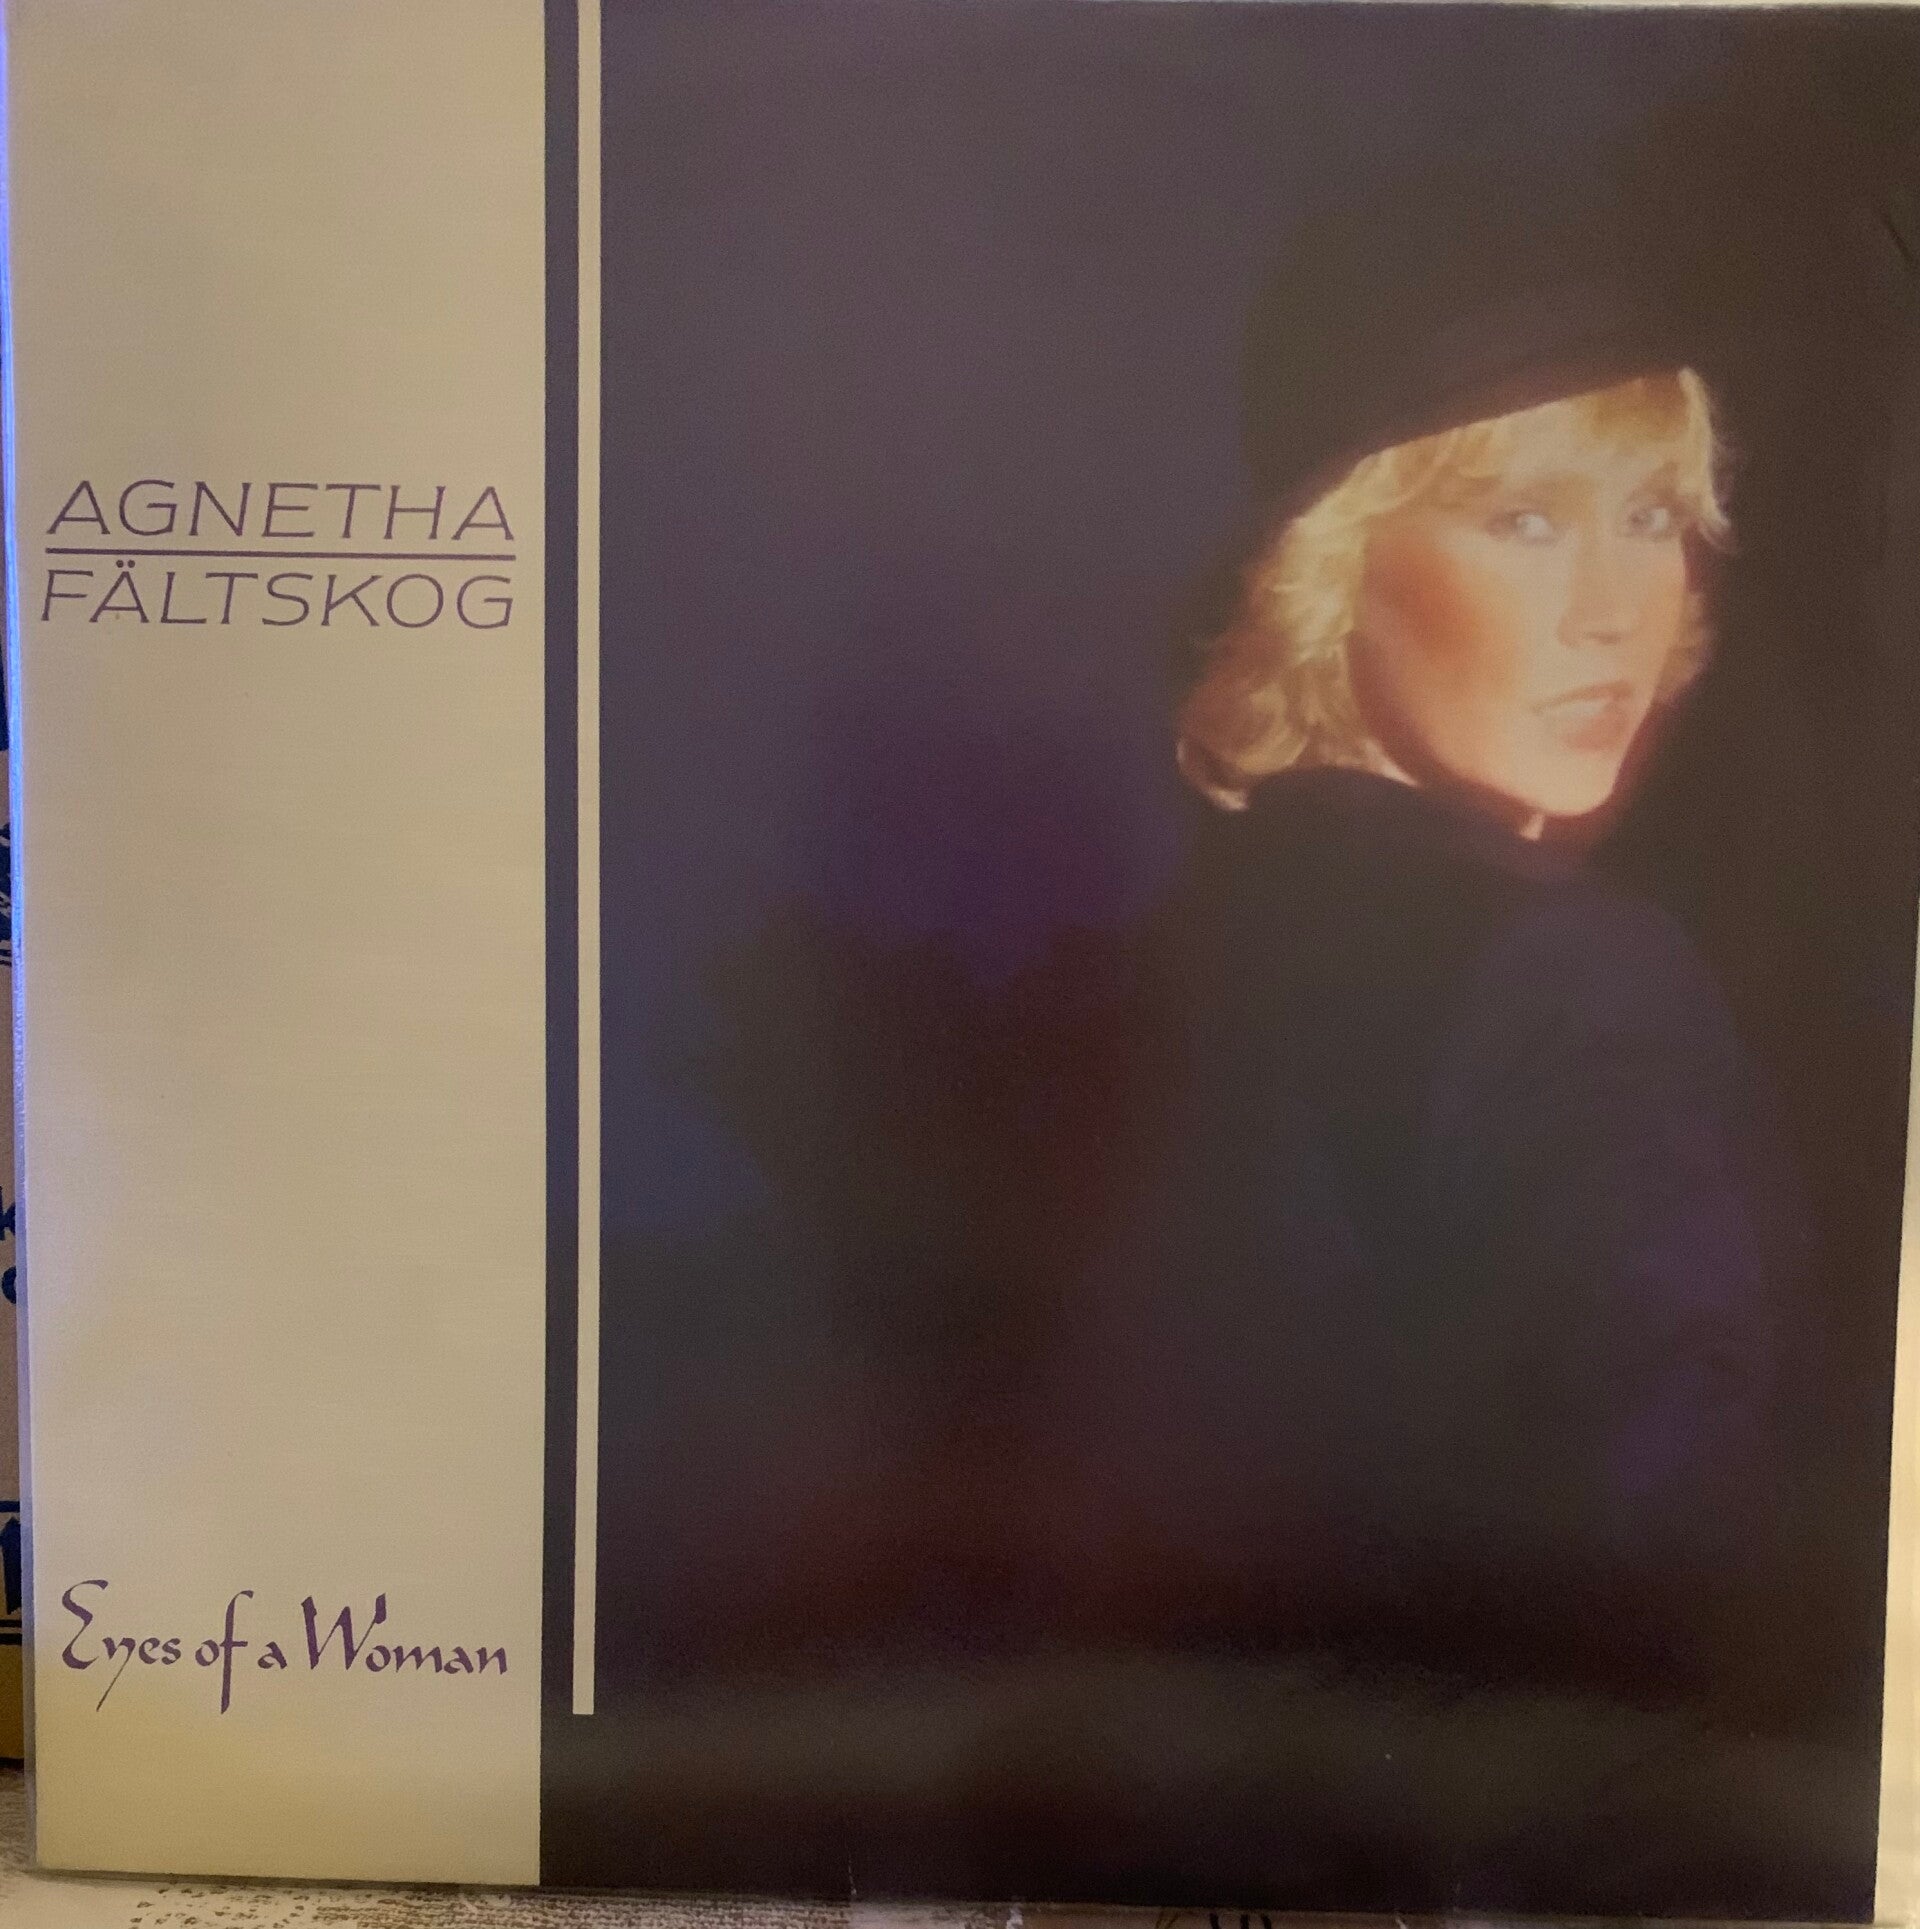 AGNETHA
FÄLTSKOG
Eyes of a Woman